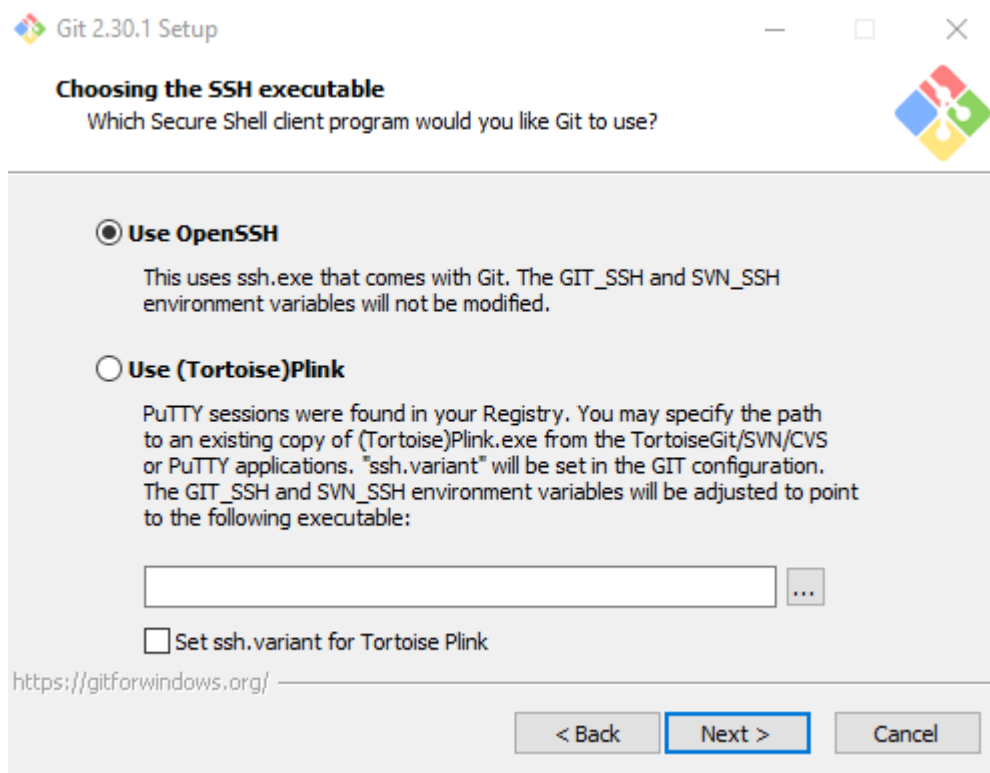 Git 2.30.1 Setup
Choosing the SSH executable
Which Secure Shell client program would you like Git to use?
Use OpenSSH
This uses ssh.exe that comes with Git. The GIT_SSH and SVN_SSH
environment variables will not be modified.
Use (Tortoise)Plink
PuTTY sessions were found in your Registry. You may specify the path
to an existing copy of (Tortoise)Plink.exe from the TortoiseGit/SVN/CVS
or PuTTY applications. "ssh.variant" will be set in the GIT configuration.
The GIT_SSH and SVN_SSH environment variables will be adjusted to point
to the following executable:
...
Set ssh.variant for Tortoise Plink
https://gitforwindows.org/
< Back Next > Cancel